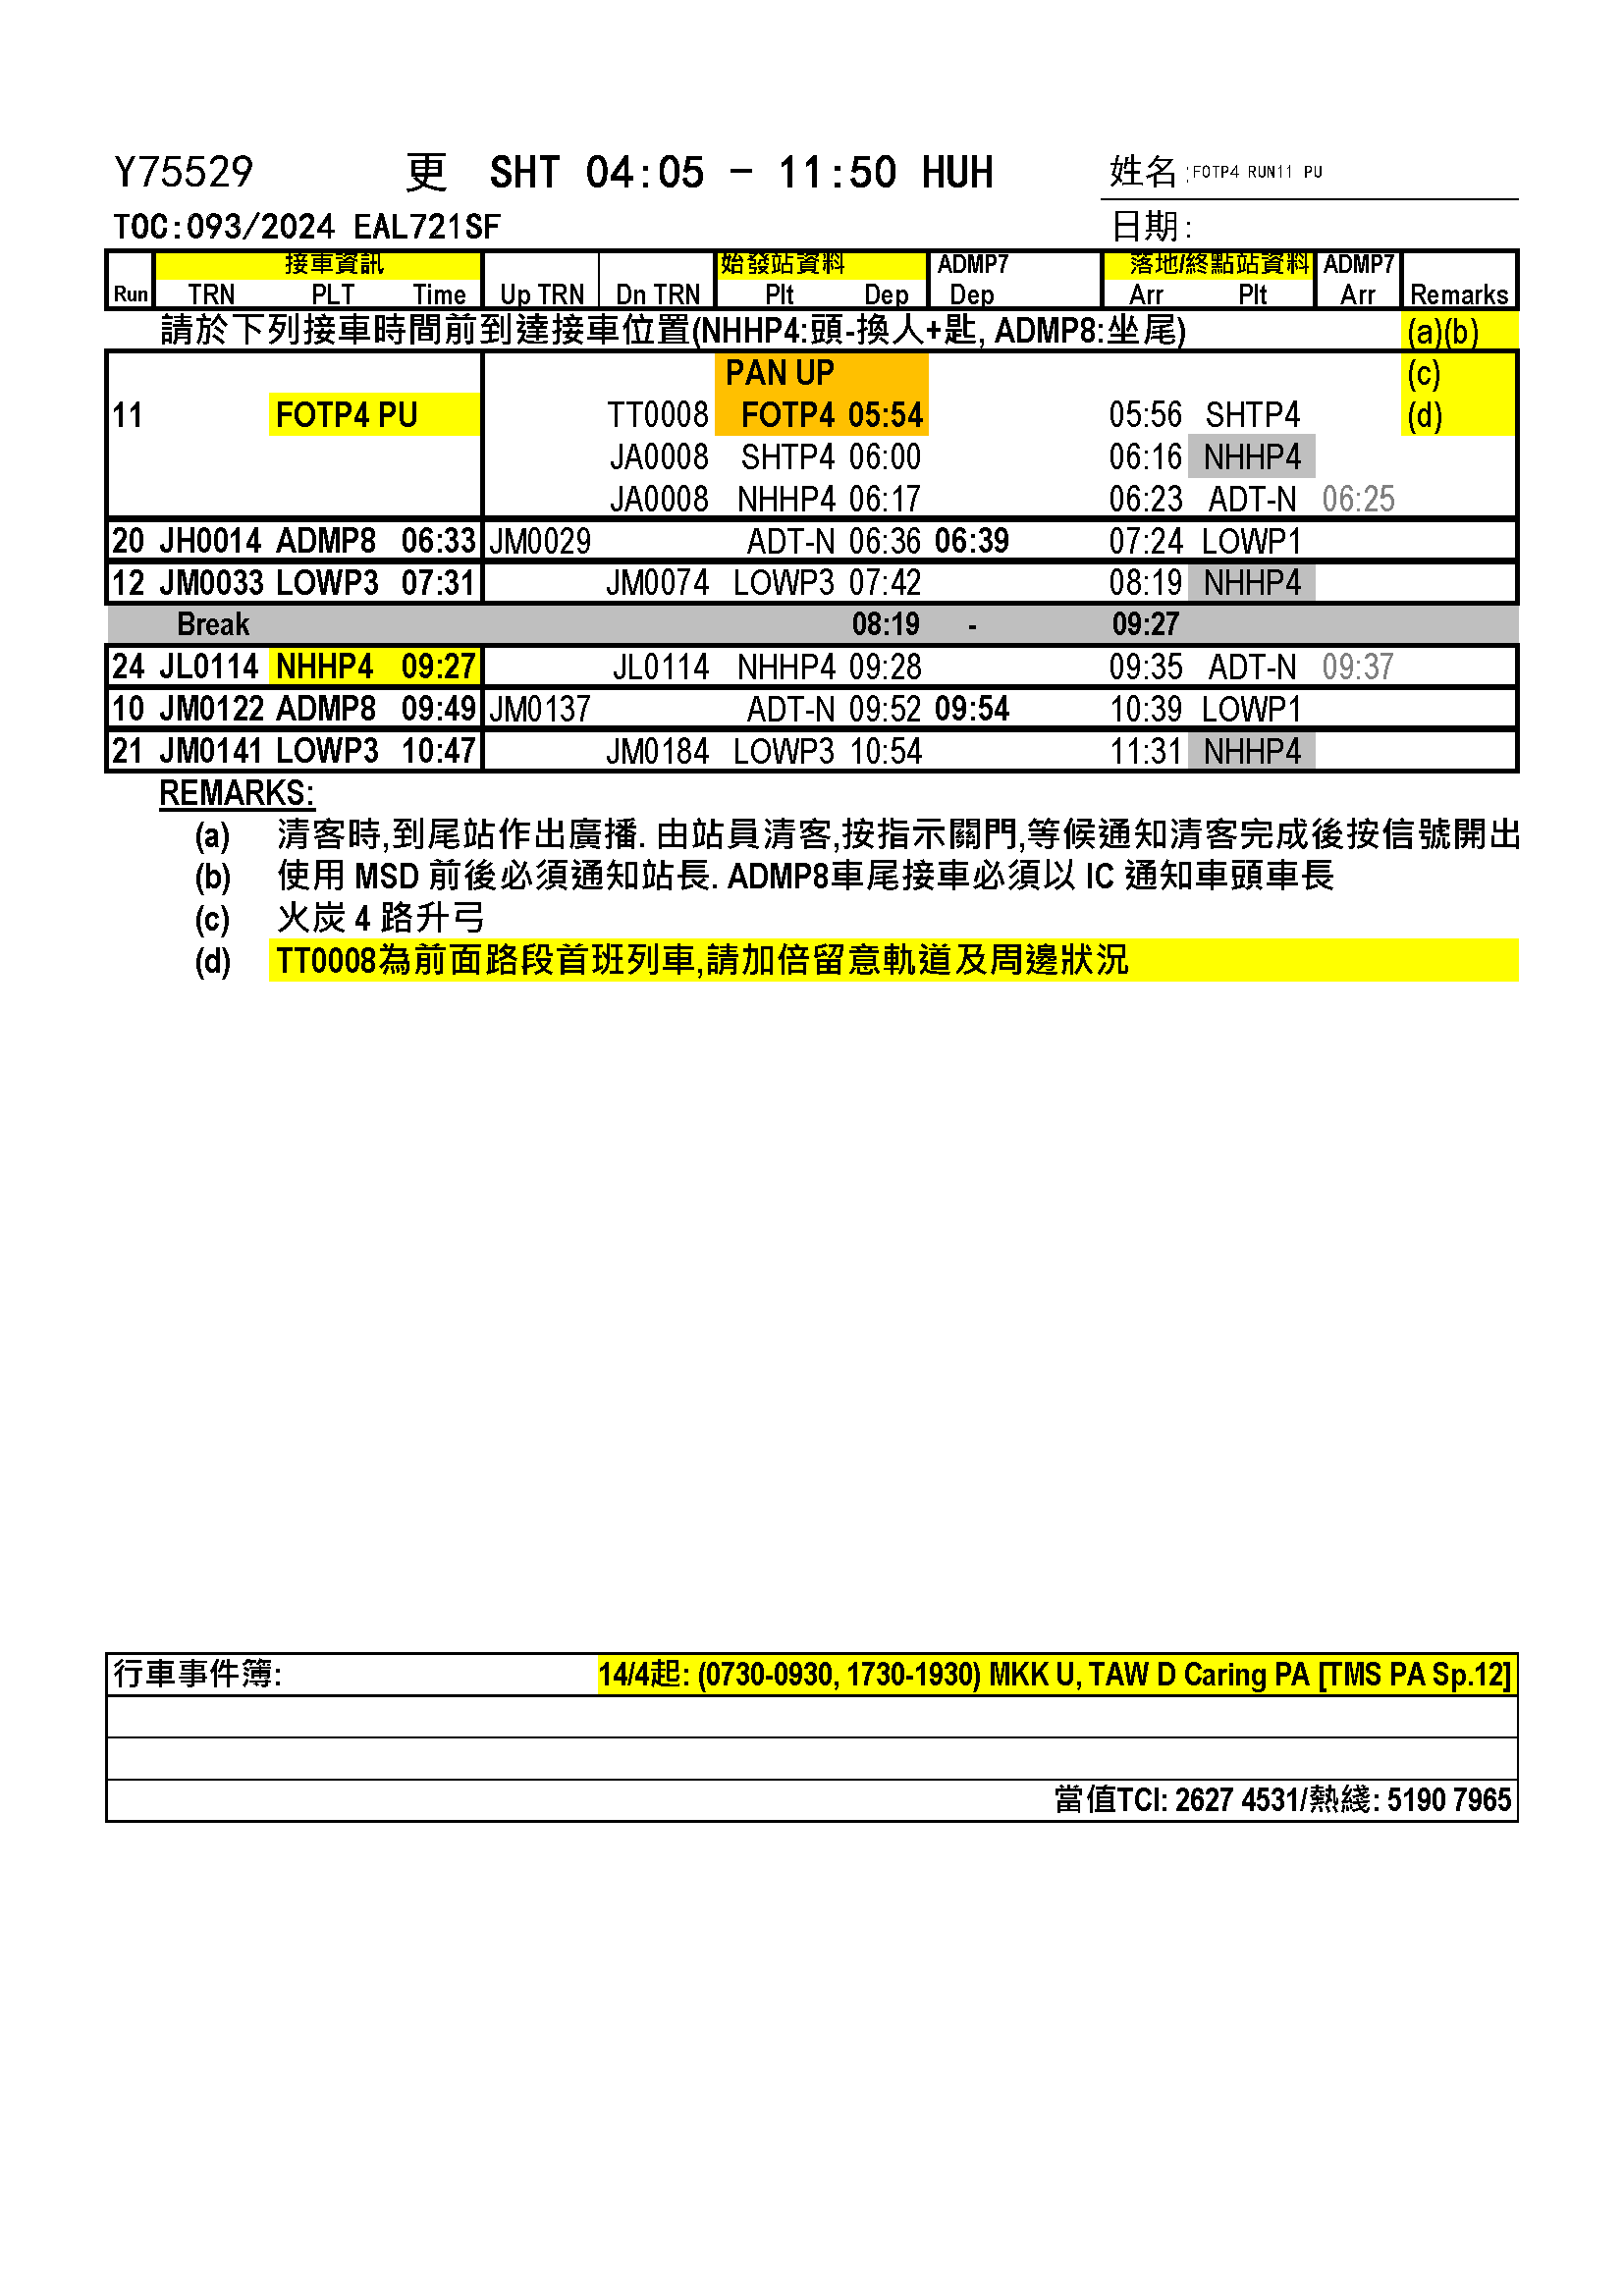 Y75529 更 SHT 04:05 - 11:50 HUH 姓名:FOTP4 RUN11 PU
TOC:093/2024 EAL721SF 日期:
接車資訊 始發站資料 ADMP7 落地/終點站資料 ADMP7
Run TRN PLT Time Up TRN Dn TRN Plt Dep Dep Arr Plt Arr Remarks
請於下列接車時間前到達接車位置(NHHP4:頭-換人+匙, ADMP8:坐尾) (a)(b)
PAN UP (c)
11 FOTP4 PU TT0008 FOTP4 05:54 05:56 SHTP4 (d)
JA0008 SHTP4 06:00 06:16 NHHP4
JA0008 NHHP4 06:17 06:23 ADT-N 06:25
20 JH0014 ADMP8 06:33 JM0029 ADT-N 06:36 06:39 07:24 LOWP1
12 JM0033 LOWP3 07:31 JM0074 LOWP3 07:42 08:19 NHHP4
Break 08:19 - 09:27
24 JL0114 NHHP4 09:27 JL0114 NHHP4 09:28 09:35 ADT-N 09:37
10 JM0122 ADMP8 09:49 JM0137 ADT-N 09:52 09:54 10:39 LOWP1
21 JM0141 LOWP3 10:47 JM0184 LOWP3 10:54 11:31 NHHP4
REMARKS:
(a) 清客時,到尾站作出廣播. 由站員清客,按指示關門,等候通知清客完成後按信號開出
(b) 使用 MSD 前後必須通知站長. ADMP8車尾接車必須以 IC 通知車頭車長
(c) 火炭 4 路升弓
(d) TT0008為前面路段首班列車,請加倍留意軌道及周邊狀況
行車事件簿: 14/4起: (0730-0930, 1730-1930) MKK U, TAW D Caring PA [TMS PA Sp.12]
當值TCI: 2627 4531/熱綫: 5190 7965